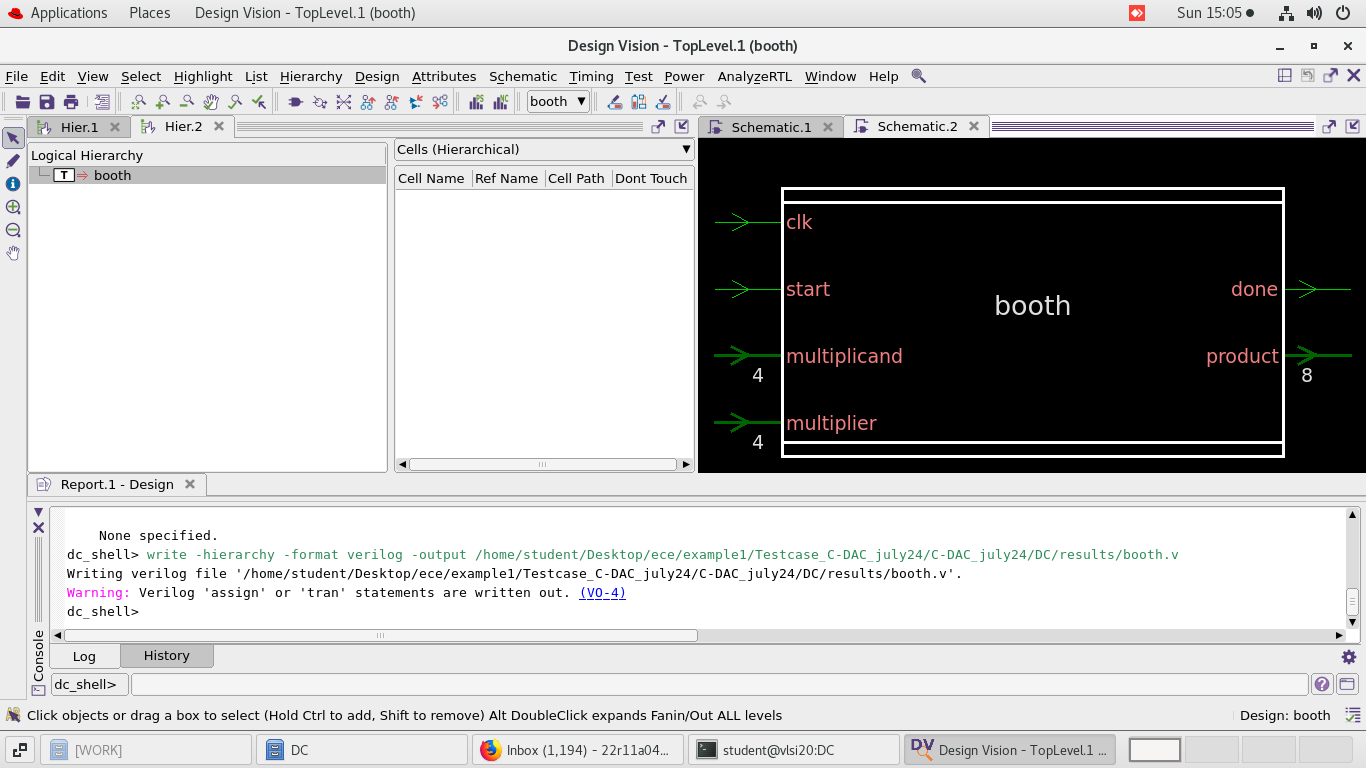 Applications Places Design Vision - TopLevel.1 (booth) Sun 15:05
Design Vision - TopLevel.1 (booth)
File Edit View Select Highlight List Hierarchy Design Attributes Schematic Timing Test Power AnalyzeRTL Window Help
booth
Hier.1 Hier.2
Logical Hierarchy
T booth
Cells (Hierarchical)
Cell Name Ref Name Cell Path Dont Touch
Schematic.1 Schematic.2
clk
start
multiplicand
4
multiplier
4
booth
done
product
8
Report.1 - Design
None specified.
dc_shell> write -hierarchy -format verilog -output /home/student/Desktop/ece/example1/Testcase_C-DAC_july24/C-DAC_july24/DC/results/booth.v
Writing verilog file '/home/student/Desktop/ece/example1/Testcase_C-DAC_july24/C-DAC_july24/DC/results/booth.v'.
Warning: Verilog 'assign' or 'tran' statements are written out. (VO-4)
dc_shell>
Console
Log History
dc_shell>
Click objects or drag a box to select (Hold Ctrl to add, Shift to remove) Alt DoubleClick expands Fanin/Out ALL levels Design: booth
[WORK] DC Inbox (1,194) - 22r11a04... student@vlsi20:DC DV Design Vision - TopLevel.1 ...